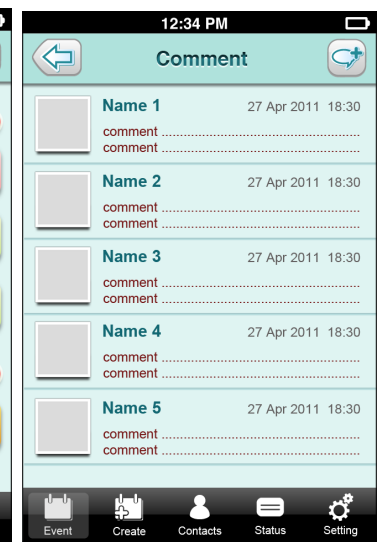 12:34 PM
Comment
Name 1 27 Apr 2011 18:30
comment ................................................
comment ................................................
Name 2 27 Apr 2011 18:30
comment ................................................
comment ................................................
Name 3 27 Apr 2011 18:30
comment ................................................
comment ................................................
Name 4 27 Apr 2011 18:30
comment ................................................
comment ................................................
Name 5 27 Apr 2011 18:30
comment ................................................
comment ................................................
Event Create Contacts Status Setting